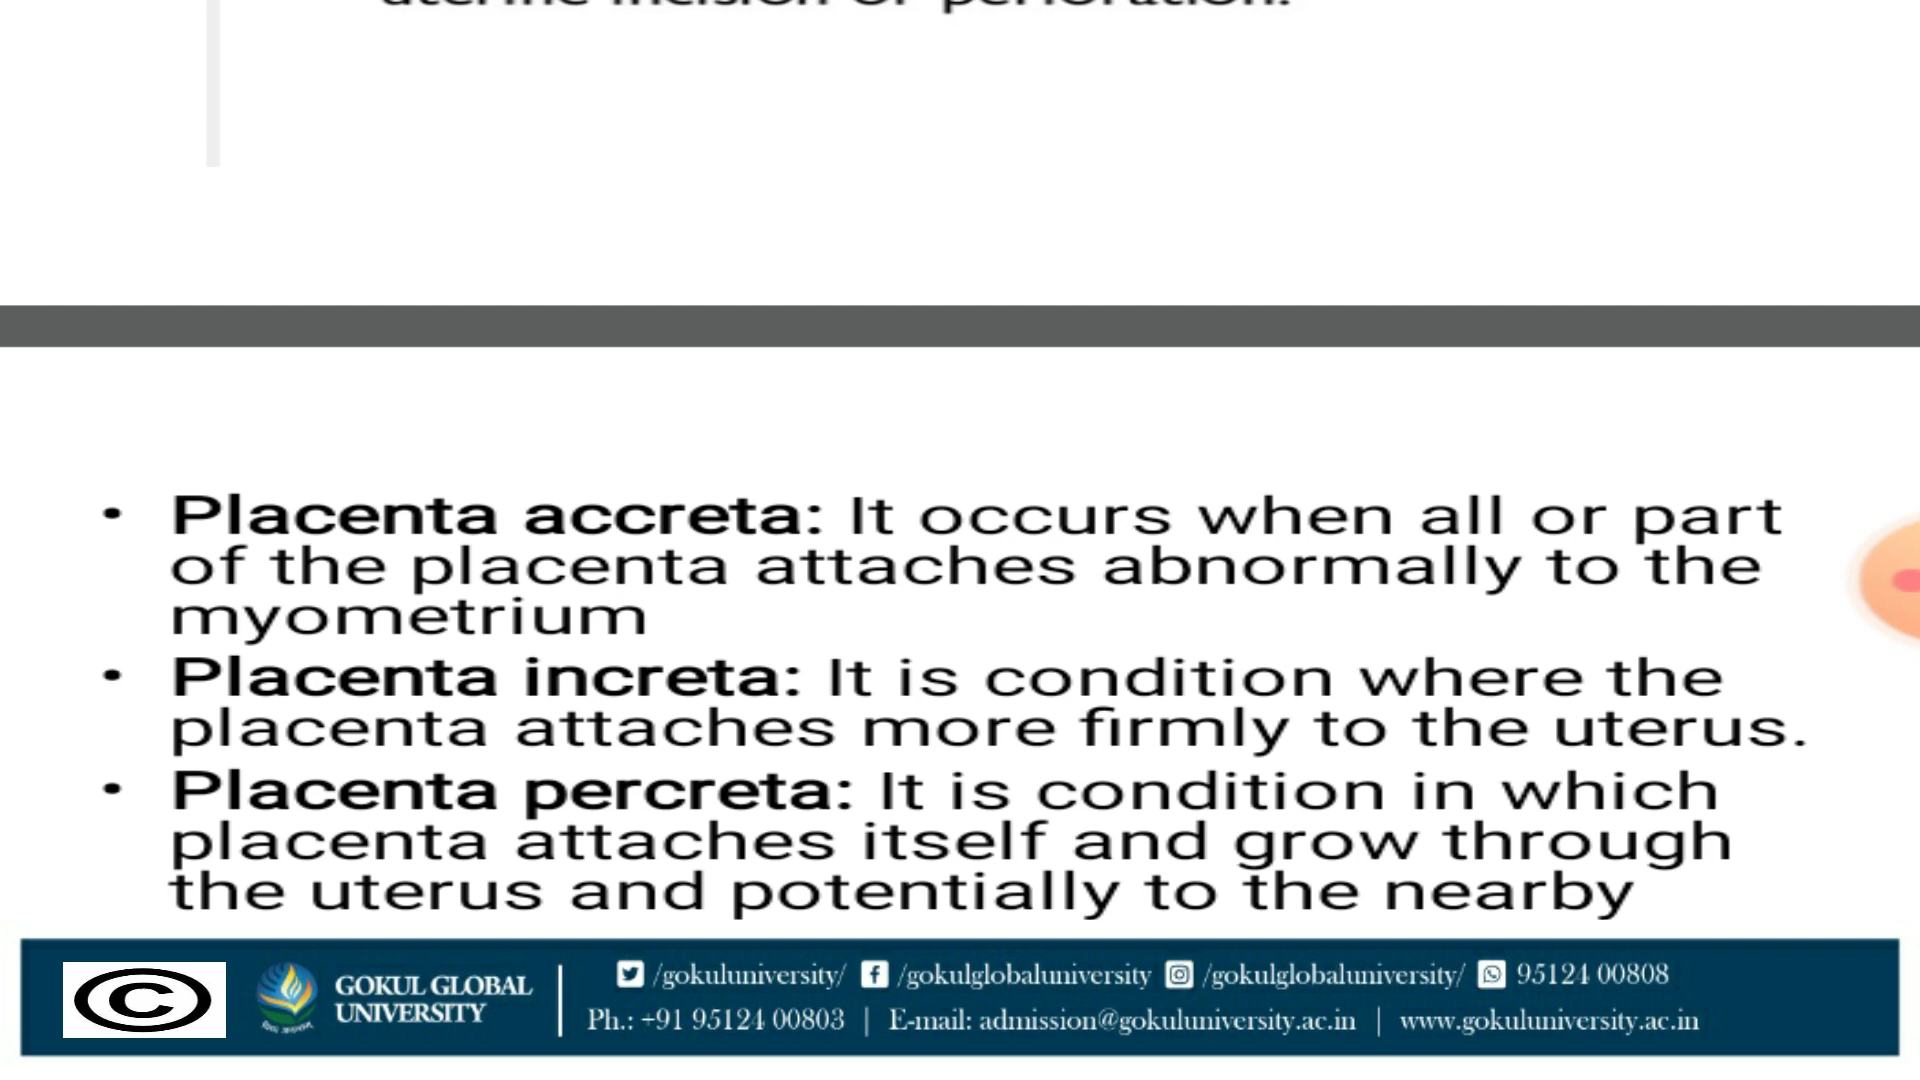 uterine incision or perforation.
• Placenta accreta: It occurs when all or part
of the placenta attaches abnormally to the
myometrium
• Placenta increta: It is condition where the
placenta attaches more firmly to the uterus.
• Placenta percreta: It is condition in which
placenta attaches itself and grow through
the uterus and potentially to the nearby
©
GOKUL GLOBAL
UNIVERSITY
/gokuluniversity/ /gokulglobaluniversity /gokulglobaluniversity/ 95124 00808
Ph.: +91 95124 00803 | E-mail: admission@gokuluniversity.ac.in | www.gokuluniversity.ac.in